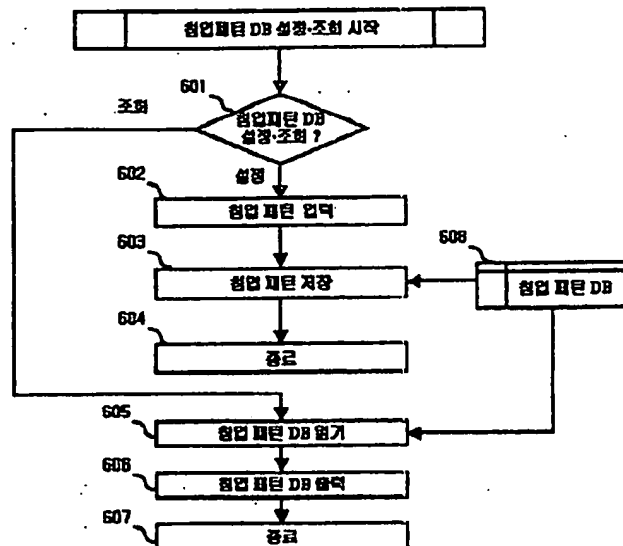 침입패턴 DB 설정·조회 시작
601
조회
침입패턴 DB
설정·조회 ?
설정
602
침입 패턴 입력
603
608
침입 패턴 저장
침입 패턴 DB
604
종료
605
침입 패턴 DB 읽기
606
침입 패턴 DB 출력
607
종료